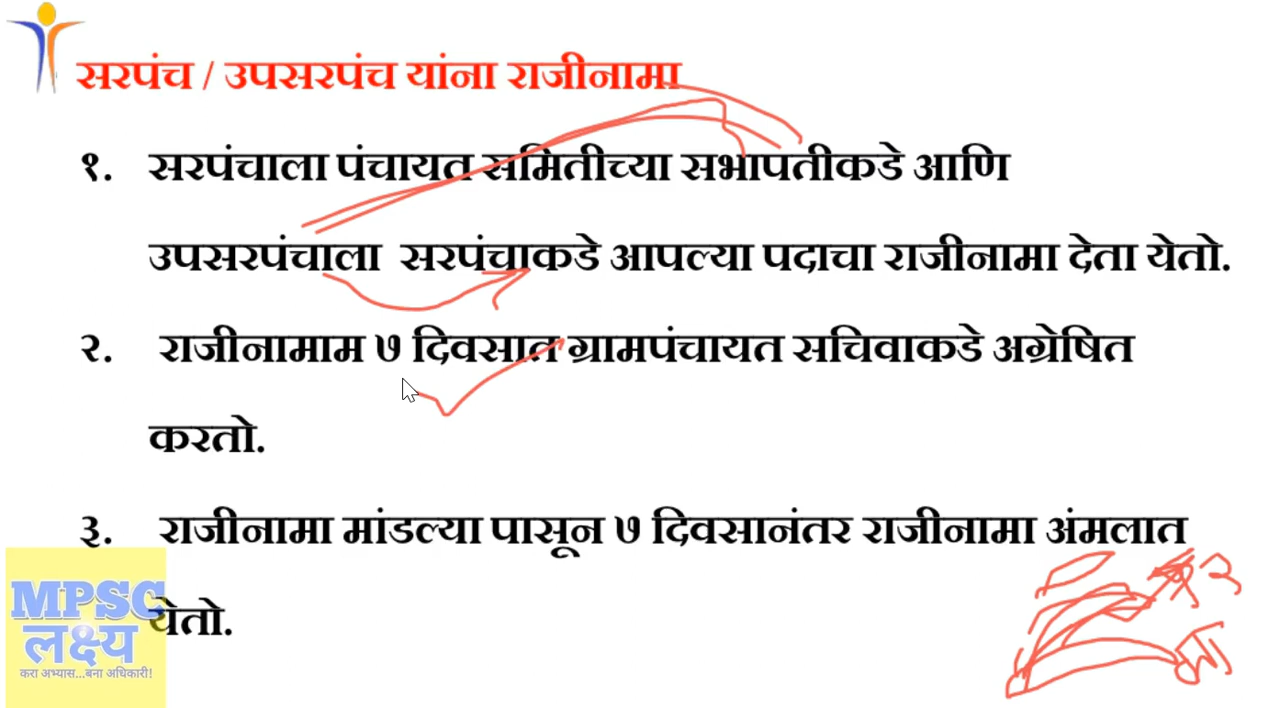 सरपंच / उपसरपंच यांना राजीनामा
१. सरपंचाला पंचायत समितीच्या सभापतीकडे आणि
उपसरपंचाला सरपंचाकडे आपल्या पदाचा राजीनामा देता येतो.
२. राजीनामाम ७ दिवसात ग्रामपंचायत सचिवाकडे अग्रेषित
करतो.
३. राजीनामा मांडल्या पासून ७ दिवसानंतर राजीनामा अंमलात
येतो.
MPSC
लक्ष्य
करा अभ्यास...बना अधिकारी!